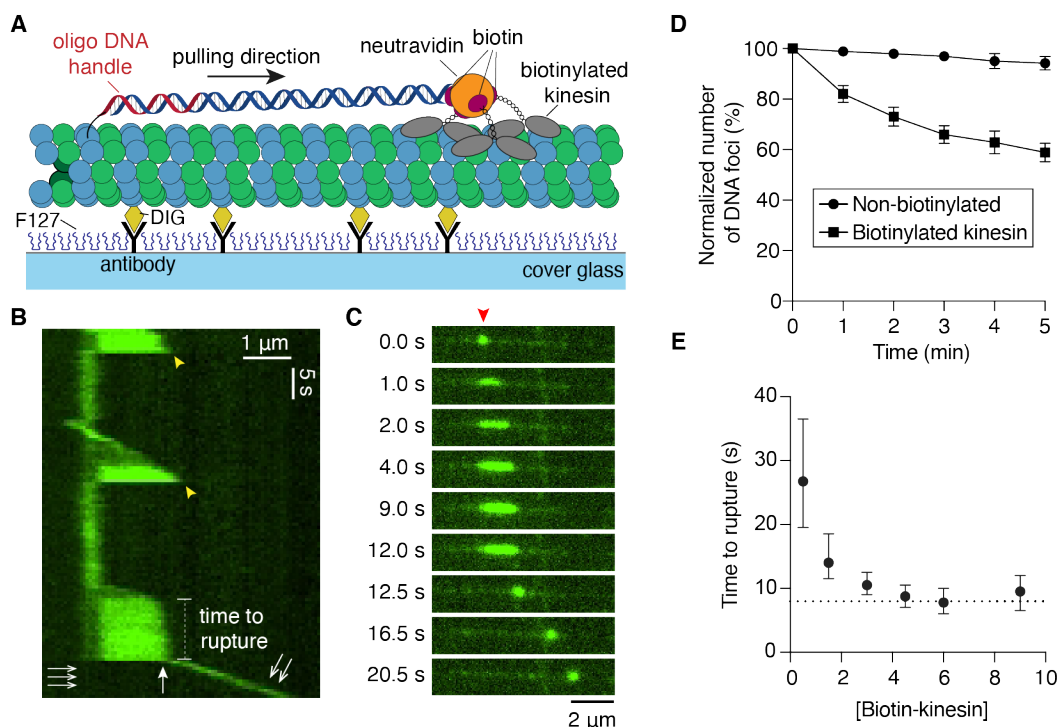 A
oligo DNA
handle
pulling direction
neutravidin
biotin
biotinylated
kinesin
F127
DIG
antibody
cover glass
B
1 µm
5 s
time to
rupture
C
0.0 s
1.0 s
2.0 s
4.0 s
9.0 s
12.0 s
12.5 s
16.5 s
20.5 s
2 µm
D
Normalized number
of DNA foci (%)
100
80
60
40
20
0
Non-biotinylated
Biotinylated kinesin
0 1 2 3 4 5
Time (min)
E
Time to rupture (s)
40
30
20
10
0
0 2 4 6 8 10
[Biotin-kinesin]